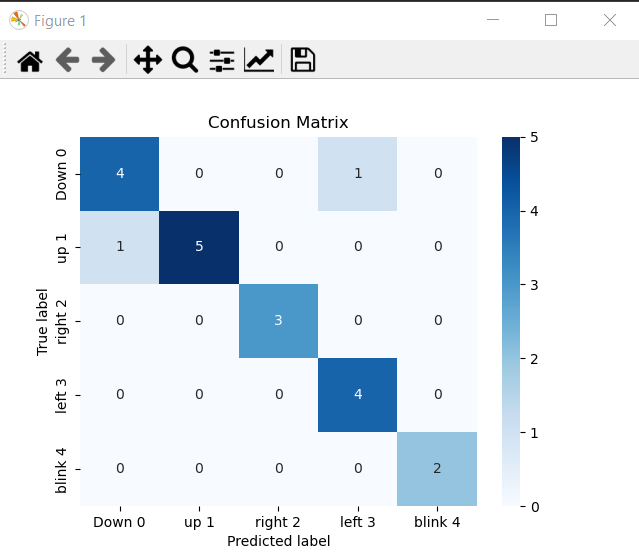 Figure 1
Confusion Matrix
True label
Down 0
4 0 0 1 0
up 1
1 5 0 0 0
right 2
0 0 3 0 0
left 3
0 0 0 4 0
blink 4
0 0 0 0 2
Down 0 up 1 right 2 left 3 blink 4
Predicted label
5
4
3
2
1
0